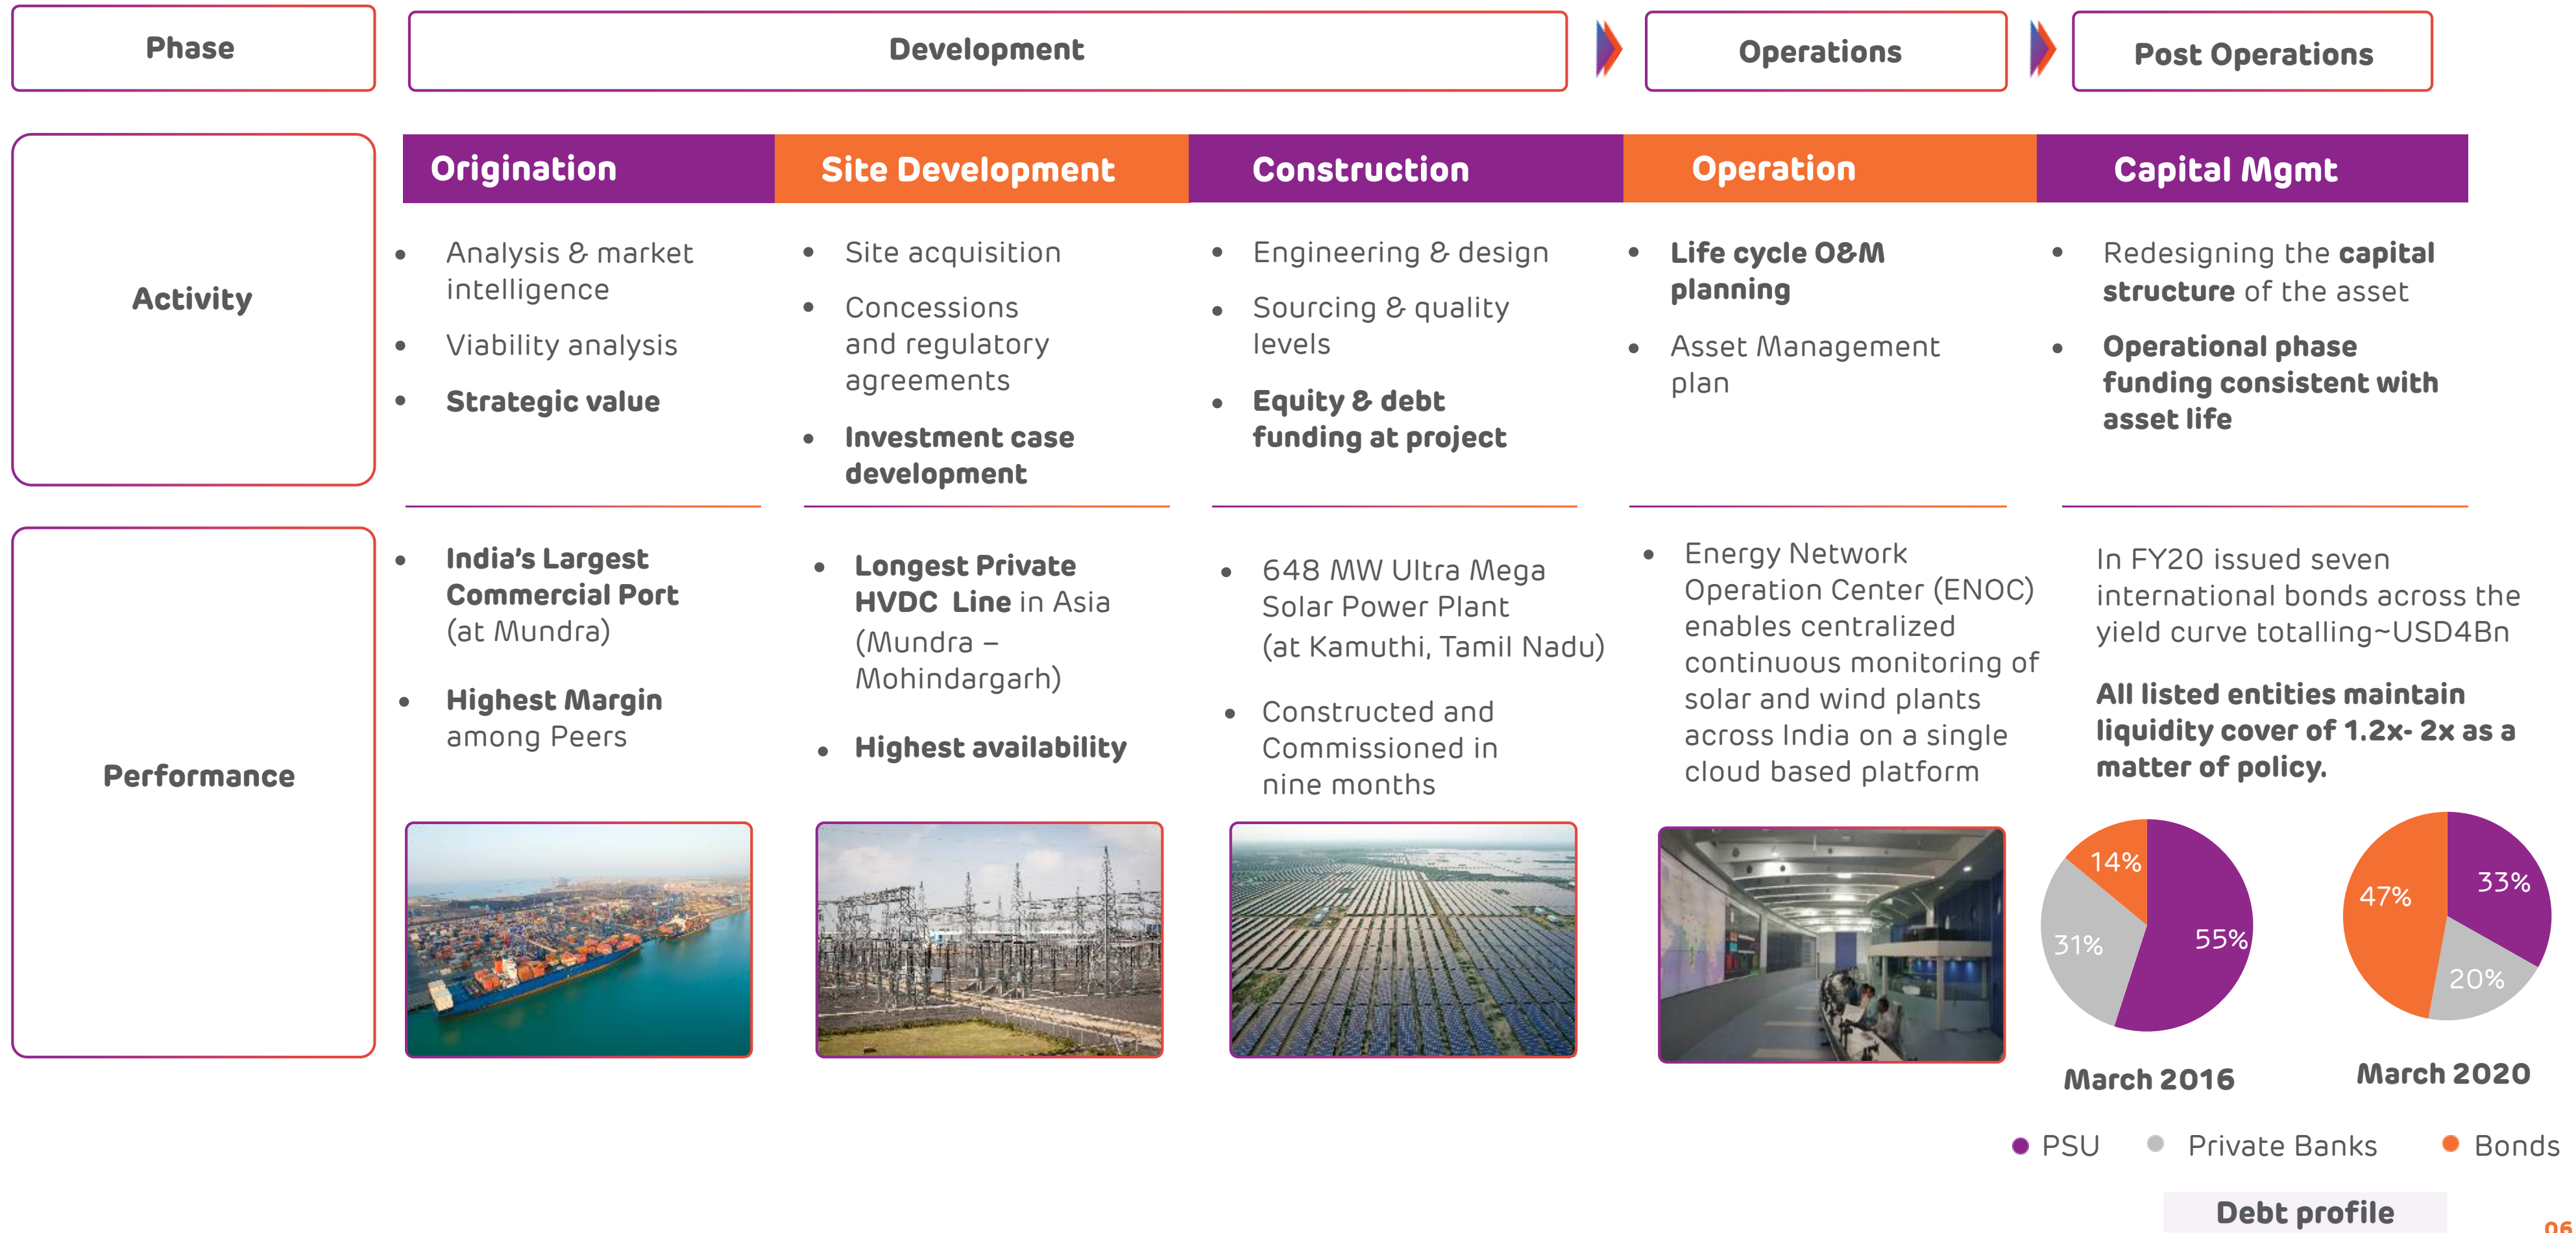 Phase
Development
Operations
Post Operations
Activity
Origination
Site Development
Construction
Operation
Capital Mgmt
• Analysis & market
intelligence
• Viability analysis
• Strategic value
• Site acquisition
• Concessions
and regulatory
agreements
• Investment case
development
• Engineering & design
• Sourcing & quality
levels
• Equity & debt
funding at project
• Life cycle O&M
planning
• Asset Management
plan
• Redesigning the capital
structure of the asset
• Operational phase
funding consistent with
asset life
Performance
• India's Largest
Commercial Port
(at Mundra)
• Highest Margin
among Peers
• Longest Private
HVDC Line in Asia
(Mundra –
Mohindargarh)
• Highest availability
• 648 MW Ultra Mega
Solar Power Plant
(at Kamuthi, Tamil Nadu)
• Constructed and
Commissioned in
nine months
• Energy Network
Operation Center (ENOC)
enables centralized
continuous monitoring of
solar and wind plants
across India on a single
cloud based platform
In FY20 issued seven
international bonds across the
yield curve totalling~USD4Bn
All listed entities maintain
liquidity cover of 1.2x- 2x as a
matter of policy.
14%
31%
55%
March 2016
47%
33%
20%
March 2020
PSU
Private Banks
Bonds
Debt profile
06